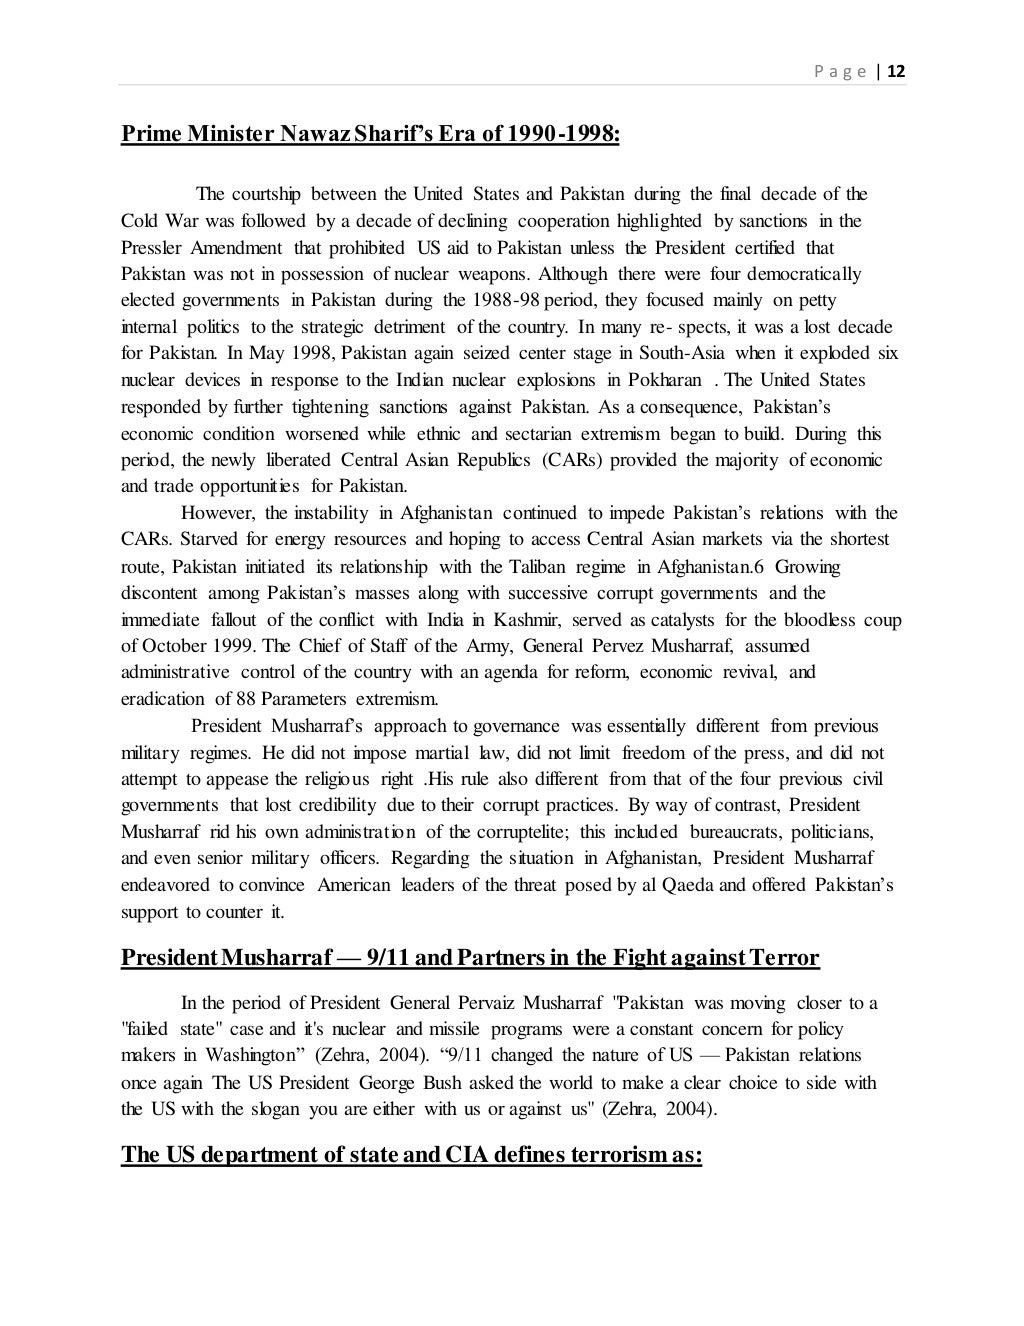 Page | 12
Prime Minister Nawaz Sharif's Era of 1990-1998:
The courtship between the United States and Pakistan during the final decade of the
Cold War was followed by a decade of declining cooperation highlighted by sanctions in the
Pressler Amendment that prohibited US aid to Pakistan unless the President certified that
Pakistan was not in possession of nuclear weapons. Although there were four democratically
elected governments in Pakistan during the 1988-98 period, they focused mainly on petty
internal politics to the strategic detriment of the country. In many re- spects, it was a lost decade
for Pakistan. In May 1998, Pakistan again seized center stage in South-Asia when it exploded six
nuclear devices in response to the Indian nuclear explosions in Pokharan . The United States
responded by further tightening sanctions against Pakistan. As a consequence, Pakistan's
economic condition worsened while ethnic and sectarian extremism began to build. During this
period, the newly liberated Central Asian Republics (CARs) provided the majority of economic
and trade opportunities for Pakistan.
However, the instability in Afghanistan continued to impede Pakistan's relations with the
CARs. Starved for energy resources and hoping to access Central Asian markets via the shortest
route, Pakistan initiated its relationship with the Taliban regime in Afghanistan.6 Growing
discontent among Pakistan's masses along with successive corrupt governments and the
immediate fallout of the conflict with India in Kashmir, served as catalysts for the bloodless coup
of October 1999. The Chief of Staff of the Army, General Pervez Musharraf, assumed
administrative control of the country with an agenda for reform, economic revival, and
eradication of 88 Parameters extremism.
President Musharraf's approach to governance was essentially different from previous
military regimes. He did not impose martial law, did not limit freedom of the press, and did not
attempt to appease the religious right .His rule also different from that of the four previous civil
governments that lost credibility due to their corrupt practices. By way of contrast, President
Musharraf rid his own administration of the corruptelite; this included bureaucrats, politicians,
and even senior military officers. Regarding the situation in Afghanistan, President Musharraf
endeavored to convince American leaders of the threat posed by al Qaeda and offered Pakistan's
support to counter it.
President Musharraf — 9/11 and Partners in the Fight against Terror
In the period of President General Pervaiz Musharraf "Pakistan was moving closer to a
"failed state" case and it's nuclear and missile programs were a constant concern for policy
makers in Washington” (Zehra, 2004). “9/11 changed the nature of US — Pakistan relations
once again The US President George Bush asked the world to make a clear choice to side with
the US with the slogan you are either with us or against us" (Zehra, 2004).
The US department of state and CIA defines terrorism as: